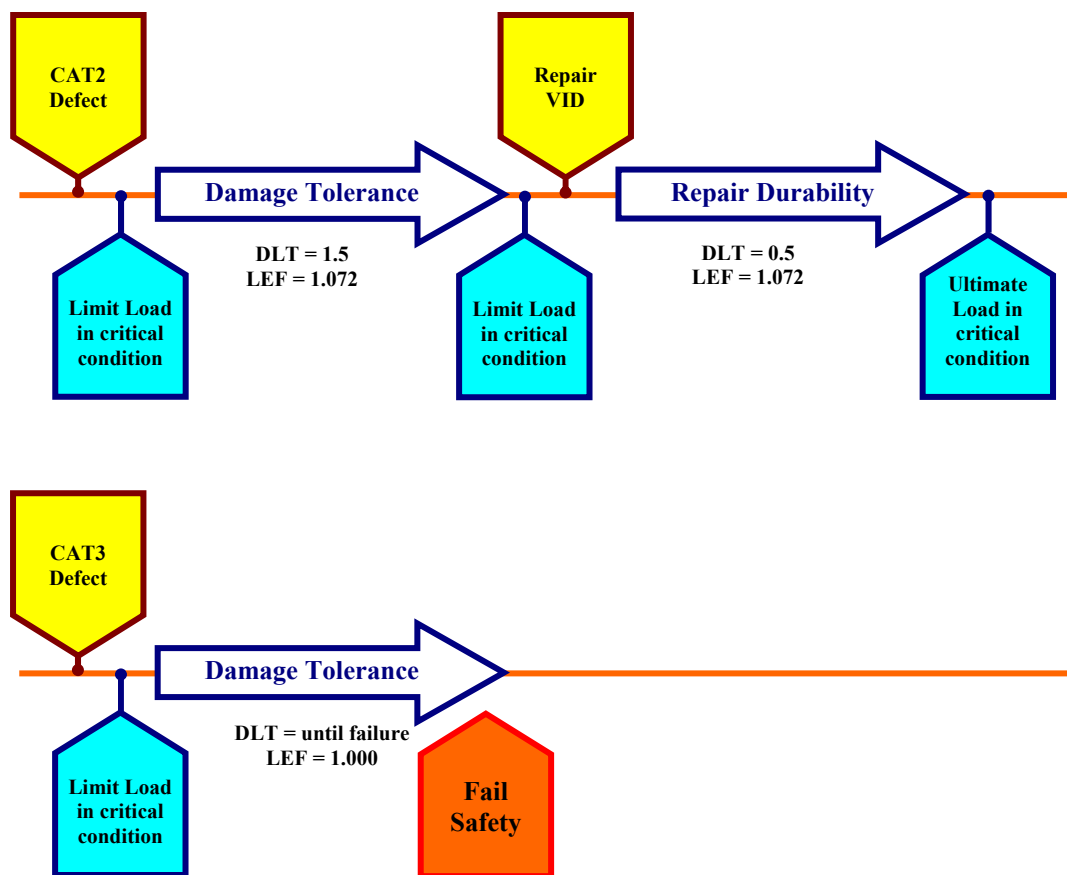 CAT2
Defect
Repair
VID
Damage Tolerance
Repair Durability
DLT = 1.5
LEF = 1.072
DLT = 0.5
LEF = 1.072
Limit Load
in critical
condition
Limit Load
in critical
condition
Ultimate
Load in
critical
condition
CAT3
Defect
Damage Tolerance
DLT = until failure
LEF = 1.000
Limit Load
in critical
condition
Fail
Safety